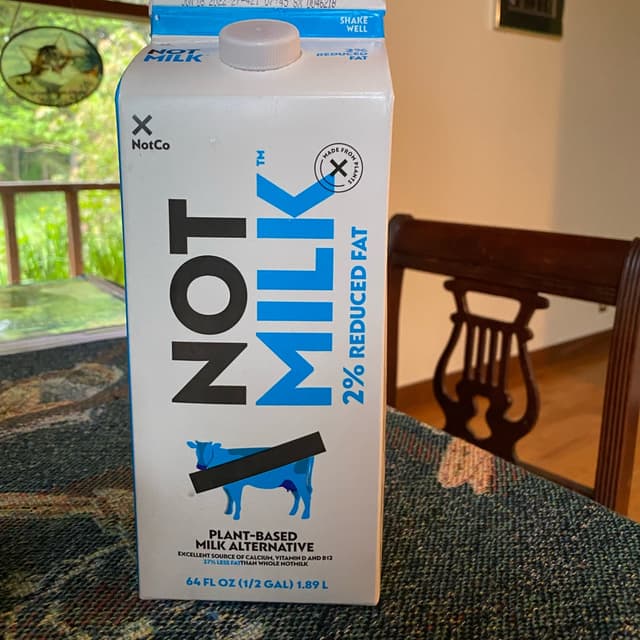 SHAKE
WELL
NOT
MILK
2%
REDUCED
FAT
NotCo
MADE FROM PLANTS
NOT
MILK™
2% REDUCED FAT
PLANT-BASED
MILK ALTERNATIVE
EXCELLENT SOURCE OF CALCIUM, VITAMIN D AND B12
37% LESS FAT THAN WHOLE NOTMILK
64 FL OZ (1/2 GAL) 1.89 L